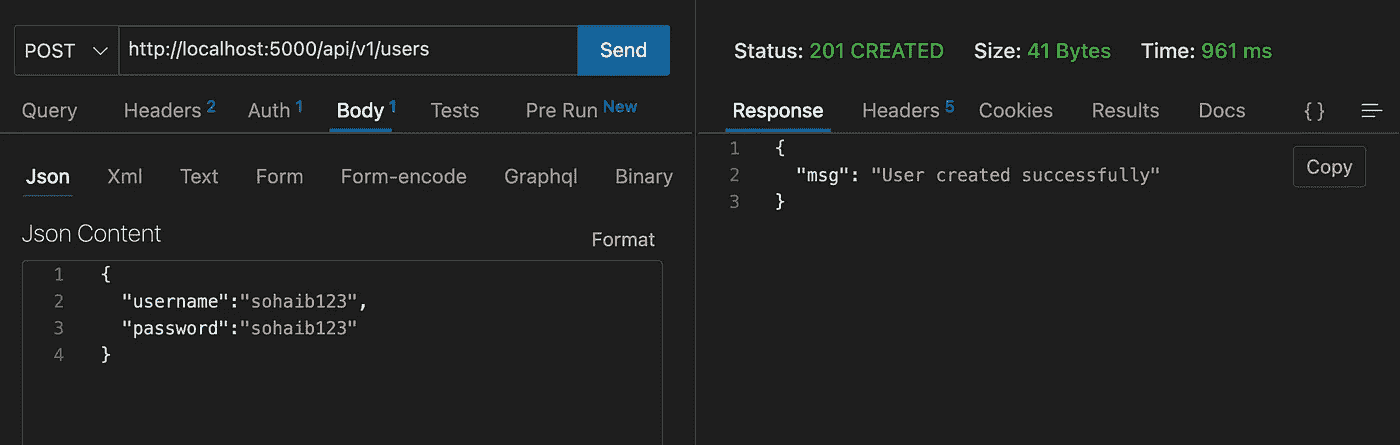 POST http://localhost:5000/api/v1/users Send
Query Headers 2 Auth 1 Body 1 Tests Pre Run New
Json Xml Text Form Form-encode Graphql Binary
Json Content Format
1 {
2 "username":"sohaib123",
3 "password":"sohaib123"
4 }
Status: 201 CREATED Size: 41 Bytes Time: 961 ms
Response Headers 5 Cookies Results Docs {}
1 {
2 "msg": "User created successfully"
3 }
Copy